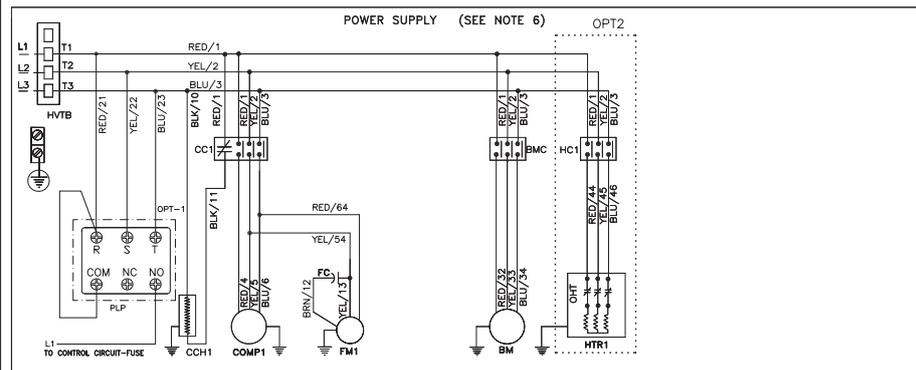 POWER SUPPLY (SEE NOTE 6)
OPT2
L1
T1
RED/1
L2
T2
YEL/2
L3
T3
BLU/3
HVTB
RED/21
YEL/22
BLU/23
BLK/10
RED/1
RED/1
YEL/2
BLU/3
RED/1
YEL/2
BLU/3
RED/1
YEL/2
BLU/3
CC1
BMC
HC1
BLK/11
RED/44
YEL/45
BLU/46
OPT-1
RED/64
YEL/54
R
S
T
COM
NC
NO
PLP
FC
BRN/12
YEL/13
RED/4
YEL/5
BLU/6
RED/32
YEL/33
BLU/34
OHT
L1
TO CONTROL CIRCUIT-FUSE
CCH1
COMP1
FM1
BM
HTR1